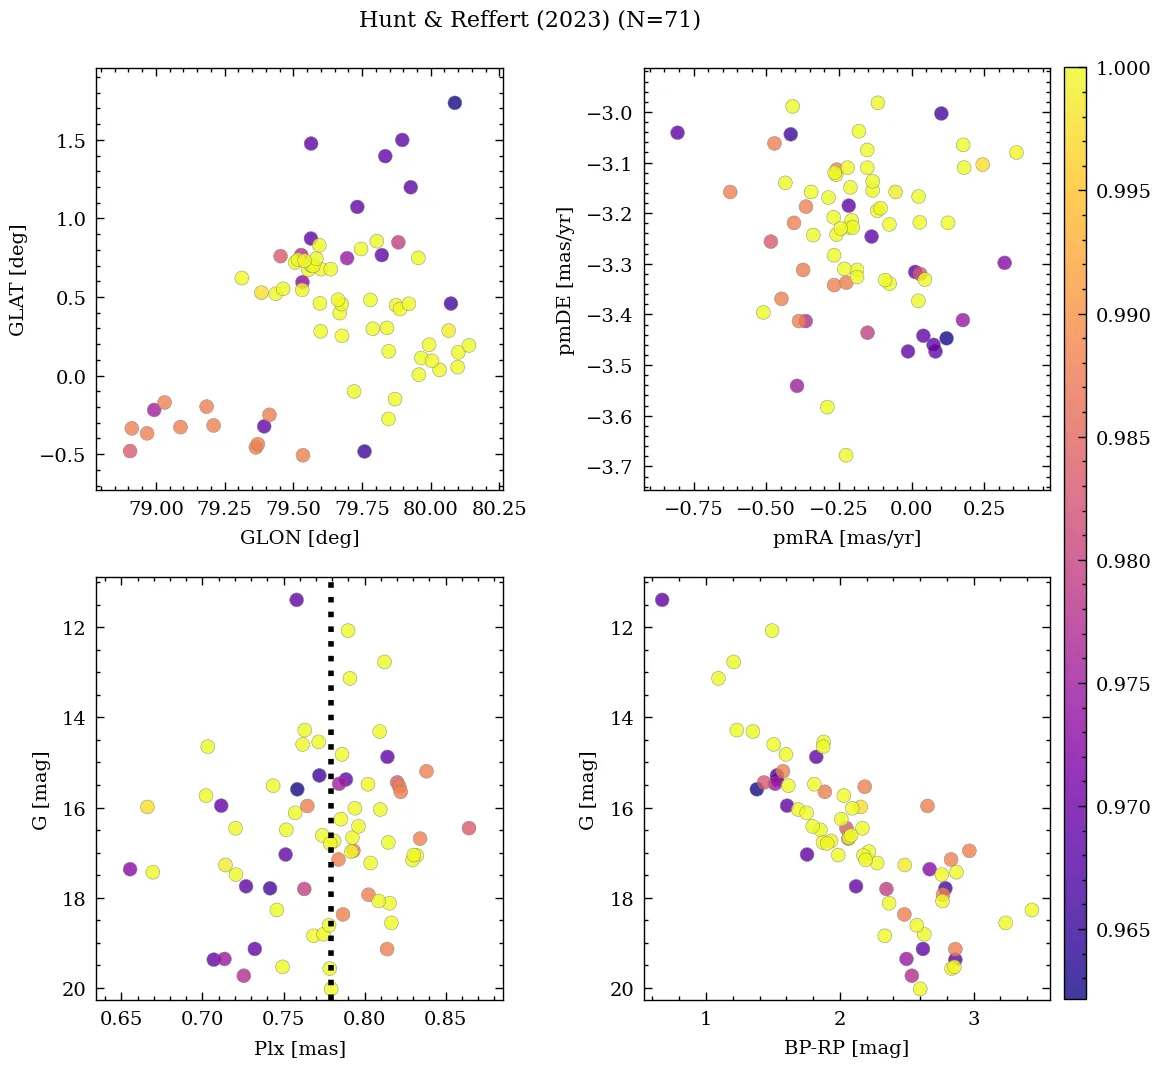 Hunt & Reffert (2023) (N=71)
GLAT [deg]
1.5
1.0
0.5
0.0
−0.5
79.00 79.25 79.50 79.75 80.00 80.25
GLON [deg]
pmDE [mas/yr]
−3.0
−3.1
−3.2
−3.3
−3.4
−3.5
−3.6
−3.7
−0.75 −0.50 −0.25 0.00 0.25
pmRA [mas/yr]
G [mag]
12
14
16
18
20
0.65 0.70 0.75 0.80 0.85
Plx [mas]
G [mag]
12
14
16
18
20
1 2 3
BP-RP [mag]
1.000
0.995
0.990
0.985
0.980
0.975
0.970
0.965